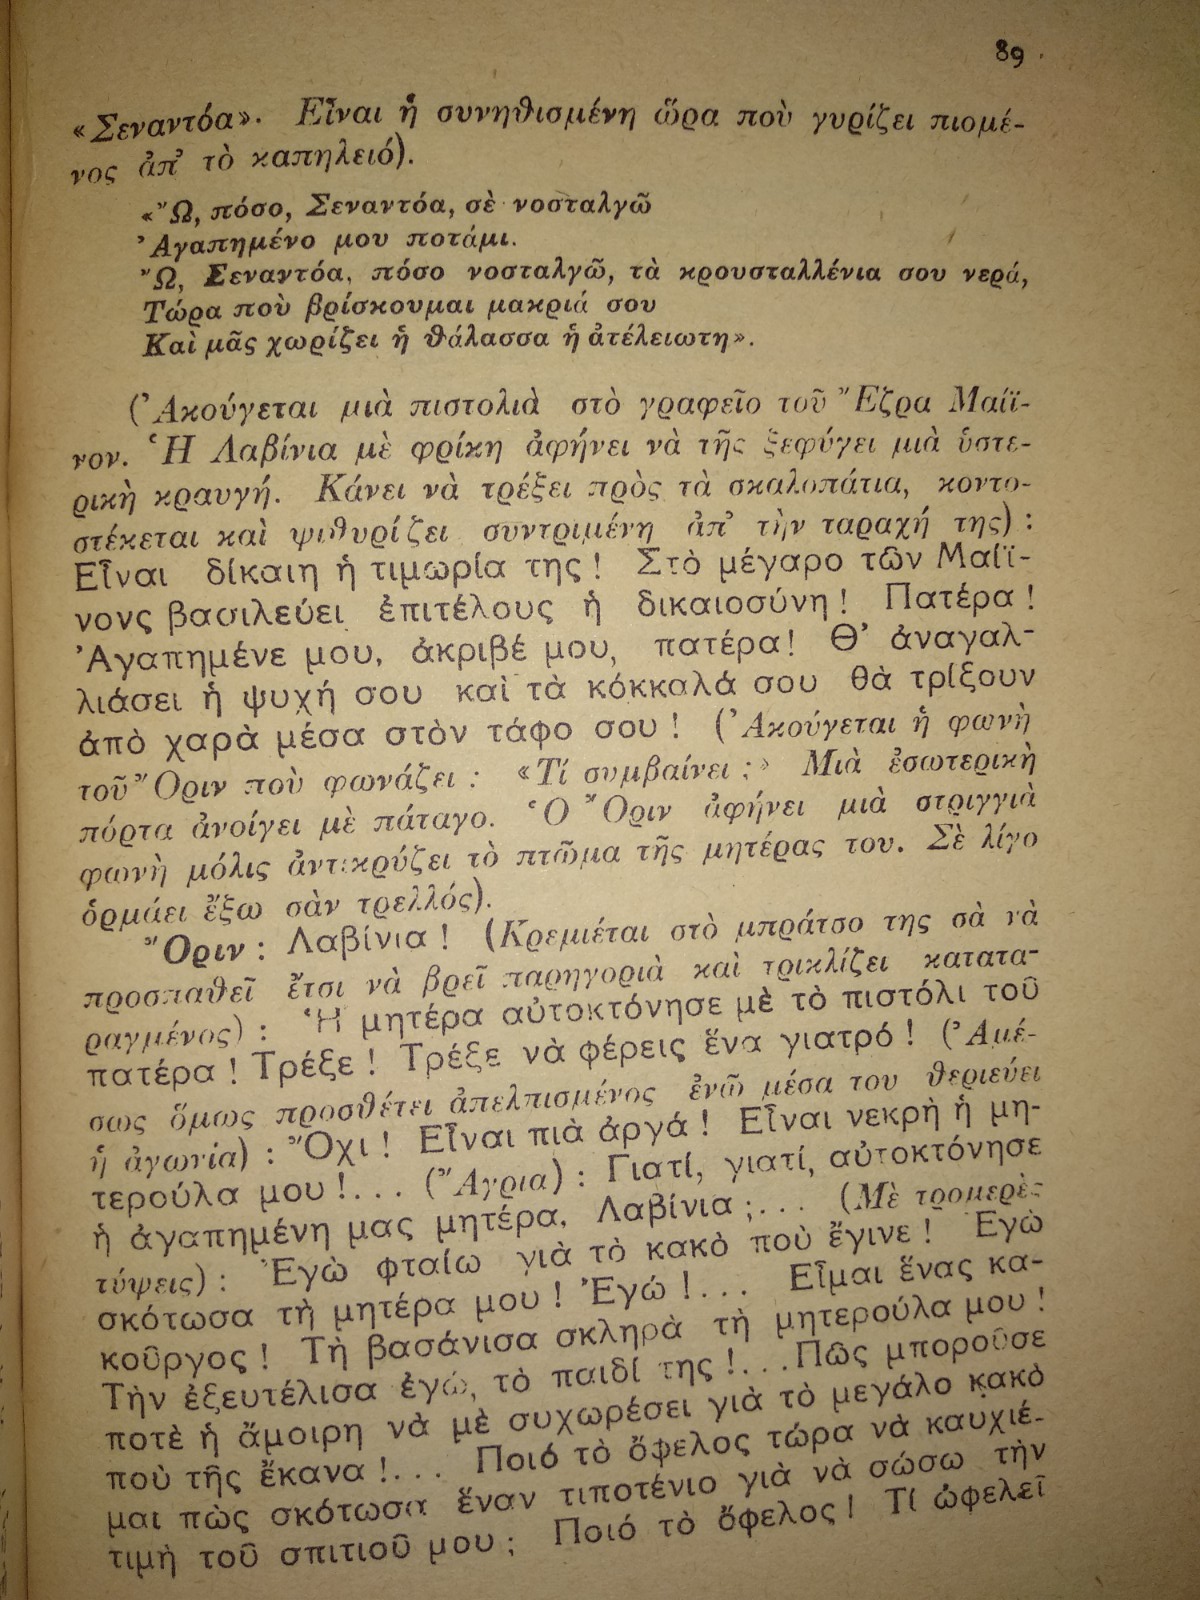 89
«Σεναντόα». Εἶναι ἡ συνηθισμένη ὥρα ποὺ γυρίζει πιομέ-
νος ἀπ’ τὸ καπηλειό).
«Ὤ, πόσο, Σεναντόα, σὲ νοσταλγῶ
Ἀγαπημένο μου ποτάμι.
Ὤ, Σεναντόα, πόσο νοσταλγῶ, τὰ κρουσταλλένια σου νερά,
Τώρα ποὺ βρίσκουμαι μακριά σου
Καὶ μᾶς χωρίζει ἡ θάλασσα ἡ ἀτέλειωτη».
(Ἀκούγεται μιὰ πιστολιὰ στὸ γραφεῖο τοῦ Ἔζρα Μαίϊ-
νον. Ἡ Λαβίνια μὲ φρίκη ἀφήνει νὰ τῆς ξεφύγει μιὰ ὑστε-
ρικὴ κραυγή. Κάνει νὰ τρέξει πρὸς τὰ σκαλοπάτια, κοντο-
στέκεται καὶ ψιθυρίζει συντριμένη ἀπ’ τὴν ταραχή της) :
Εἶναι δίκαιη ἡ τιμωρία της ! Στὸ μέγαρο τῶν Μαίϊ-
νονς βασιλεύει ἐπιτέλους ἡ δικαιοσύνη ! Πατέρα !
Ἀγαπημένε μου, ἀκριβέ μου, πατέρα! Θ’ ἀναγαλ-
λιάσει ἡ ψυχή σου καὶ τὰ κόκκαλά σου θὰ τρίξουν
ἀπὸ χαρὰ μέσα στὸν τάφο σου ! (Ἀκούγεται ἡ φωνὴ
τοῦ Ὄριν ποὺ φωνάζει : «Τί συμβαίνει ;» Μιὰ ἐσωτερικὴ
πόρτα ἀνοίγει μὲ πάταγο. Ὁ Ὄριν ἀφήνει μιὰ στριγγιὰ
φωνὴ μόλις ἀντικρύζει τὸ πτῶμα τῆς μητέρας του. Σὲ λίγο
ὁρμάει ἔξω σὰν τρελλός).
Ὄριν : Λαβίνια ! (Κρεμιέται στὸ μπράτσο της σὰ νὰ
προσπαθεῖ ἔτσι νὰ βρεῖ παρηγοριὰ καὶ τρικλίζει κατατα-
ραγμένος) : Ἡ μητέρα αὐτοκτόνησε μὲ τὸ πιστόλι τοῦ
πατέρα ! Τρέξε ! Τρέξε νὰ φέρεις ἕνα γιατρό ! (Ἀμέ-
σως ὅμως προσθέτει ἀπελπισμένος ἐνῶ μέσα του θεριεύει
ἡ ἀγωνία) : Ὄχι ! Εἶναι πιὰ ἀργά ! Εἶναι νεκρὴ ἡ μη-
τερούλα μου !... (Ἄγρια) : Γιατί, γιατί, αὐτοκτόνησε
ἡ ἀγαπημένη μας μητέρα, Λαβίνια ;... (Μὲ τρομερὲς
τύψεις) : Ἐγὼ φταίω γιὰ τὸ κακὸ ποὺ ἔγινε ! Ἐγὼ
σκότωσα τὴ μητέρα μου ! Ἐγώ !... Εἶμαι ἕνας κα-
κοῦργος ! Τὴ βασάνισα σκληρὰ τὴ μητερούλα μου !
Τὴν ἐξευτέλισα ἐγώ, τὸ παιδί της !... Πῶς μποροῦσε
ποτὲ ἡ ἄμοιρη νὰ μὲ συχωρέσει γιὰ τὸ μεγάλο κακὸ
ποὺ τῆς ἔκανα !... Ποιό τὸ ὄφελος τώρα νὰ καυχιέ-
μαι πὼς σκότωσα ἕναν τιποτένιο γιὰ νὰ σώσω τὴν
τιμὴ τοῦ σπιτιοῦ μου ; Ποιό τὸ ὄφελος ! Τί ὠφελεῖ